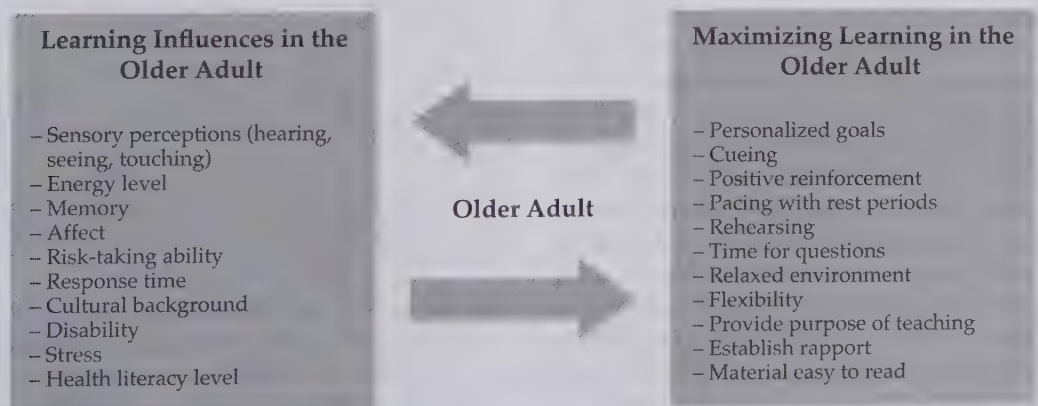 Learning Influences in the
Older Adult
– Sensory perceptions (hearing,
seeing, touching)
– Energy level
– Memory
– Affect
– Risk-taking ability
– Response time
– Cultural background
– Disability
– Stress
– Health literacy level
Older Adult
Maximizing Learning in the
Older Adult
– Personalized goals
– Cueing
– Positive reinforcement
– Pacing with rest periods
– Rehearsing
– Time for questions
– Relaxed environment
– Flexibility
– Provide purpose of teaching
– Establish rapport
– Material easy to read